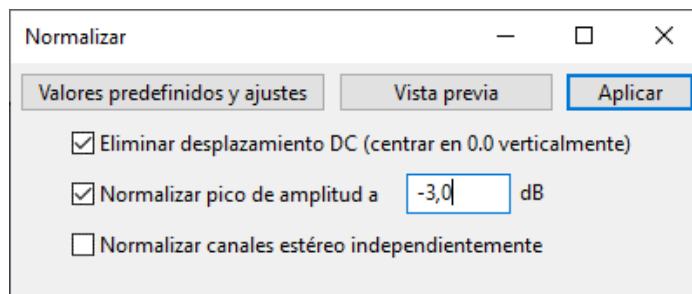 Normalizar
Valores predefinidos y ajustes Vista previa Aplicar
Eliminar desplazamiento DC (centrar en 0.0 verticalmente)
Normalizar pico de amplitud a -3,0 dB
Normalizar canales estéreo independientemente